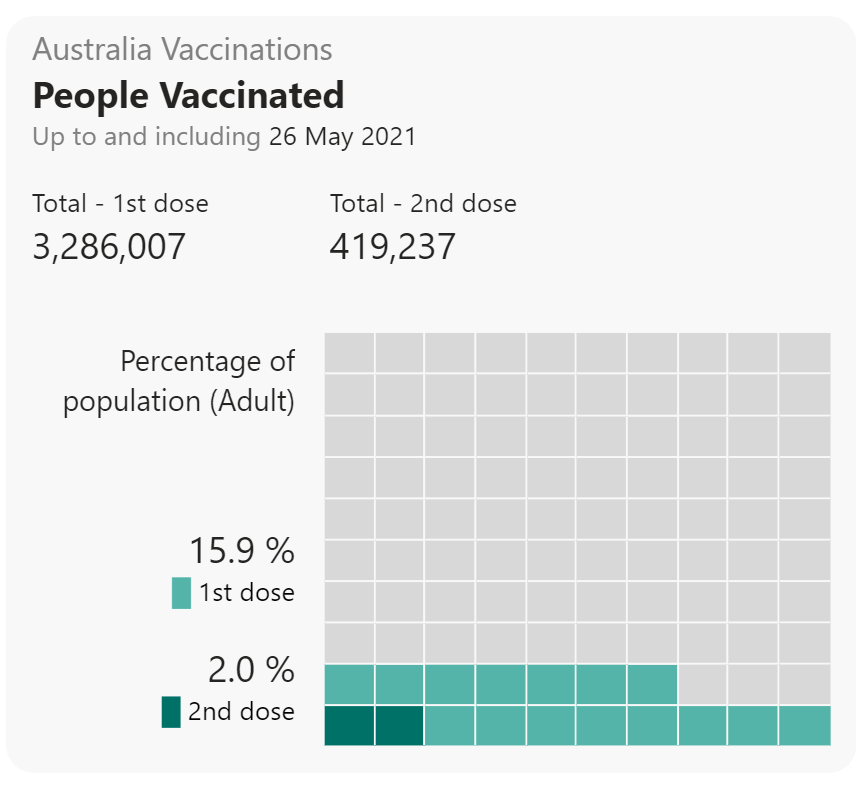 Australia Vaccinations
People Vaccinated
Up to and including 26 May 2021
Total - 1st dose
3,286,007
Total - 2nd dose
419,237
Percentage of
population (Adult)
15.9 %
1st dose
2.0 %
2nd dose